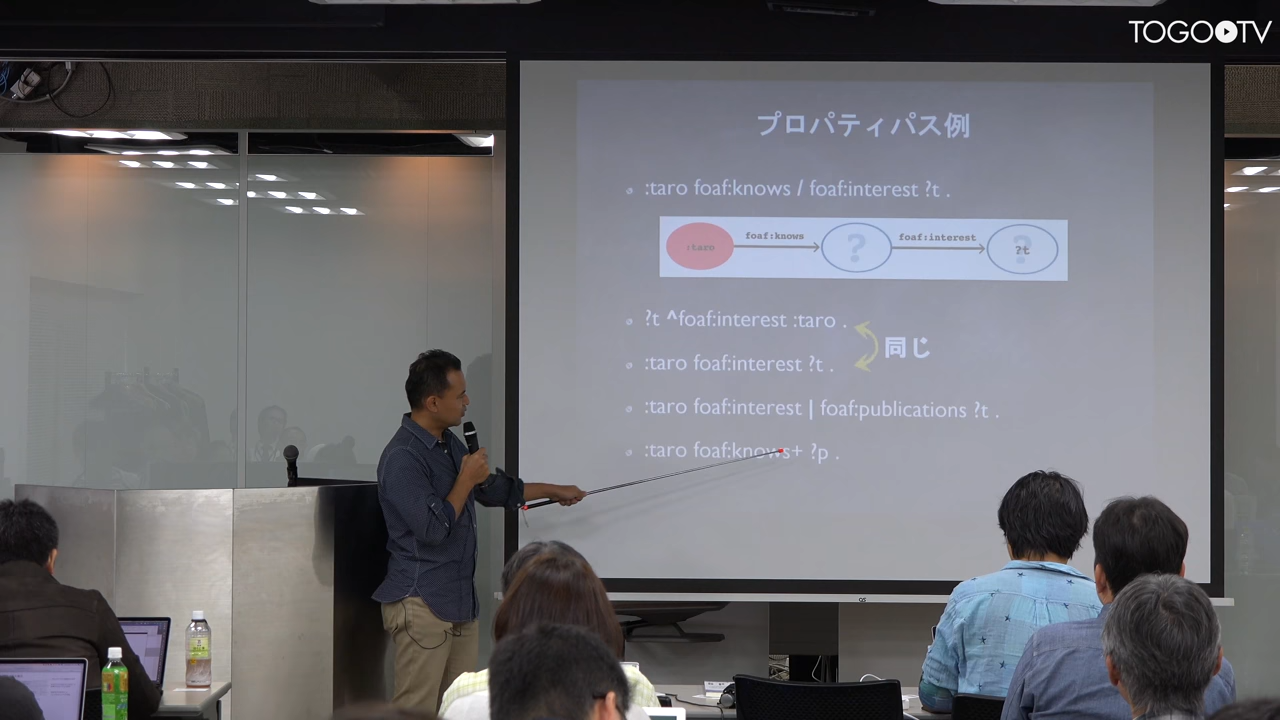 TOGO TV
プロパティパス例
:taro foaf:knows / foaf:interest ?t .
:taro foaf:knows ? foaf:interest ? ?t
?t ^foaf:interest :taro .
同じ
:taro foaf:interest ?t .
:taro foaf:interest | foaf:publications ?t .
:taro foaf:knows+ ?p .